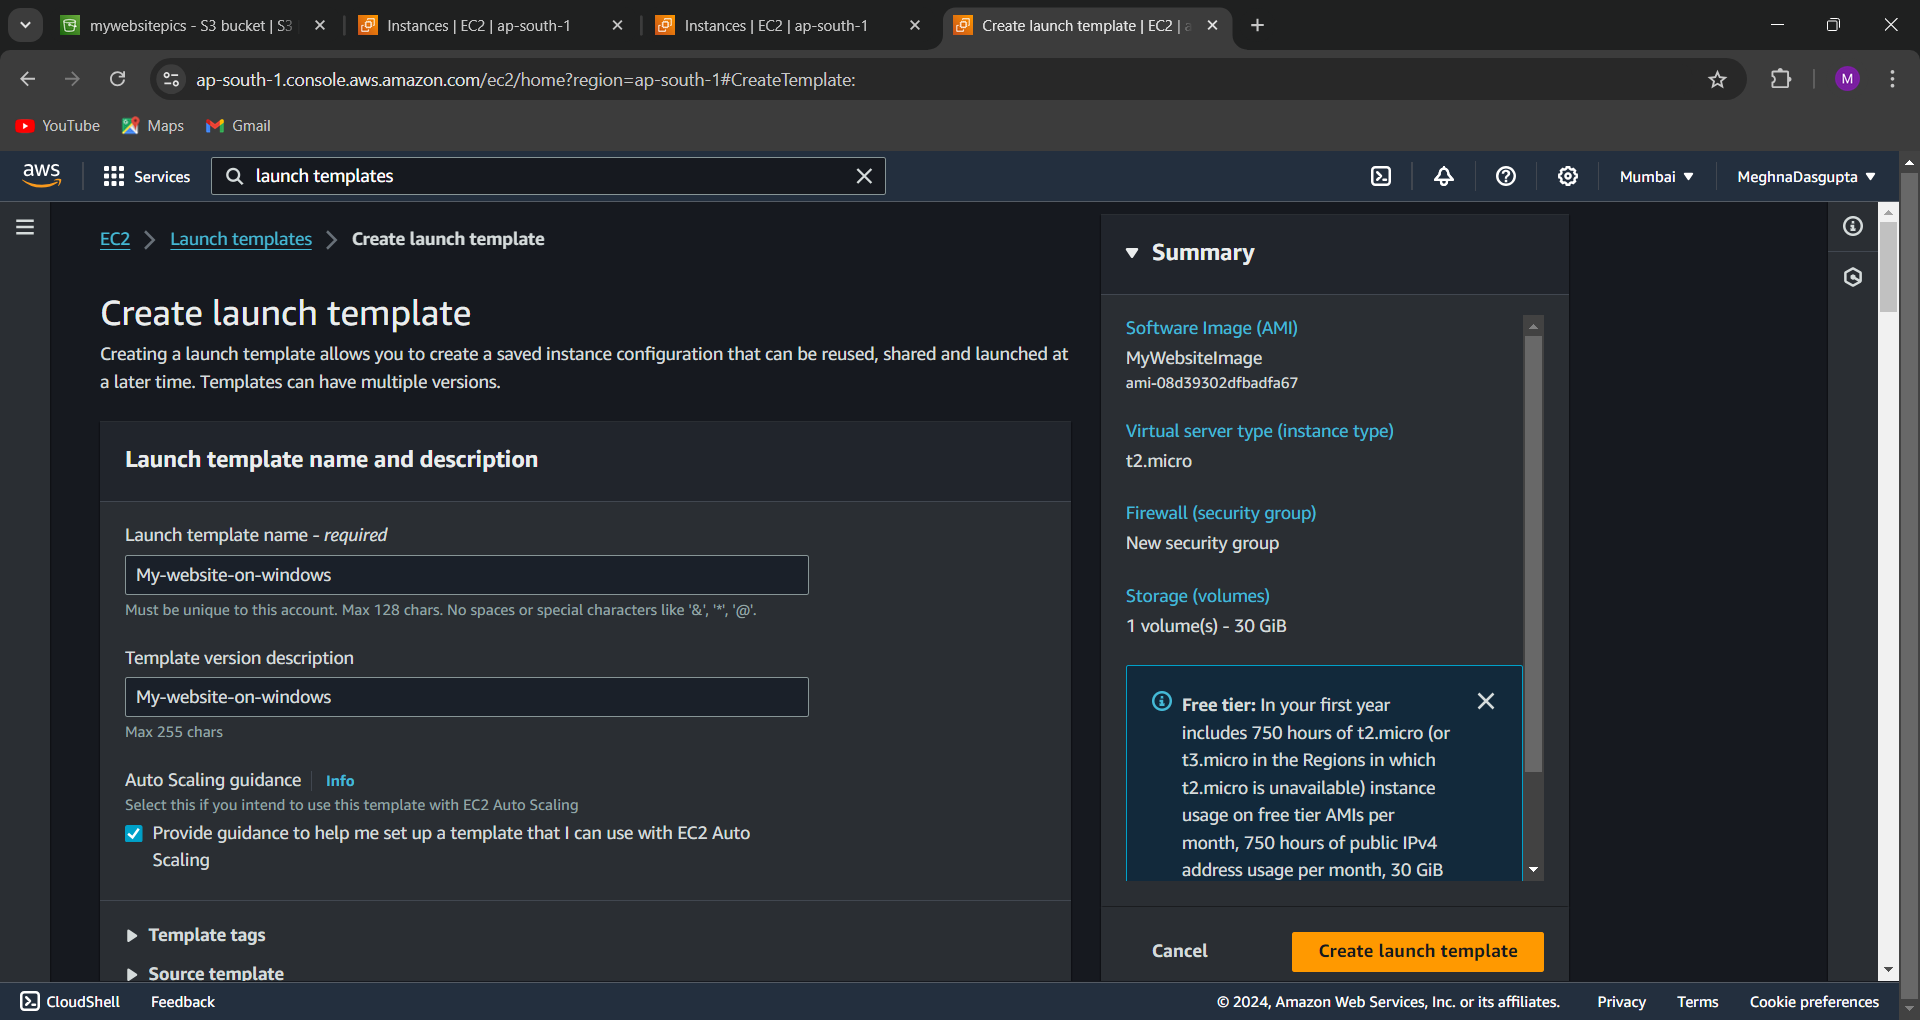 mywebsitepics - S3 bucket | S3
Instances | EC2 | ap-south-1
Instances | EC2 | ap-south-1
Create launch template | EC2 | a
ap-south-1.console.aws.amazon.com/ec2/home?region=ap-south-1#CreateTemplate:
M
YouTube
Maps
Gmail
aws
Services
launch templates
Mumbai
MeghnaDasgupta
EC2
Launch templates
Create launch template
Create launch template
Creating a launch template allows you to create a saved instance configuration that can be reused, shared and launched at
a later time. Templates can have multiple versions.
Launch template name and description
Launch template name - required
My-website-on-windows
Must be unique to this account. Max 128 chars. No spaces or special characters like '&', '*', '@'.
Template version description
My-website-on-windows
Max 255 chars
Auto Scaling guidance
Info
Select this if you intend to use this template with EC2 Auto Scaling
Provide guidance to help me set up a template that I can use with EC2 Auto
Scaling
Template tags
Source template
Summary
Software Image (AMI)
MyWebsiteImage
ami-08d39302dfbadfa67
Virtual server type (instance type)
t2.micro
Firewall (security group)
New security group
Storage (volumes)
1 volume(s) - 30 GiB
Free tier: In your first year
includes 750 hours of t2.micro (or
t3.micro in the Regions in which
t2.micro is unavailable) instance
usage on free tier AMIs per
month, 750 hours of public IPv4
address usage per month, 30 GiB
Cancel
Create launch template
CloudShell
Feedback
© 2024, Amazon Web Services, Inc. or its affiliates.
Privacy
Terms
Cookie preferences